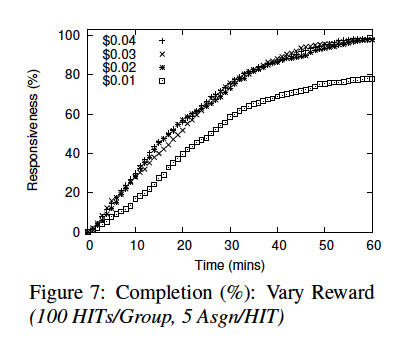 100
80
60
40
20
0
Responsiveness (%)
$0.04
$0.03
$0.02
$0.01
0 10 20 30 40 50 60
Time (mins)
Figure 7: Completion (%): Vary Reward
(100 HITs/Group, 5 Asgn/HIT)